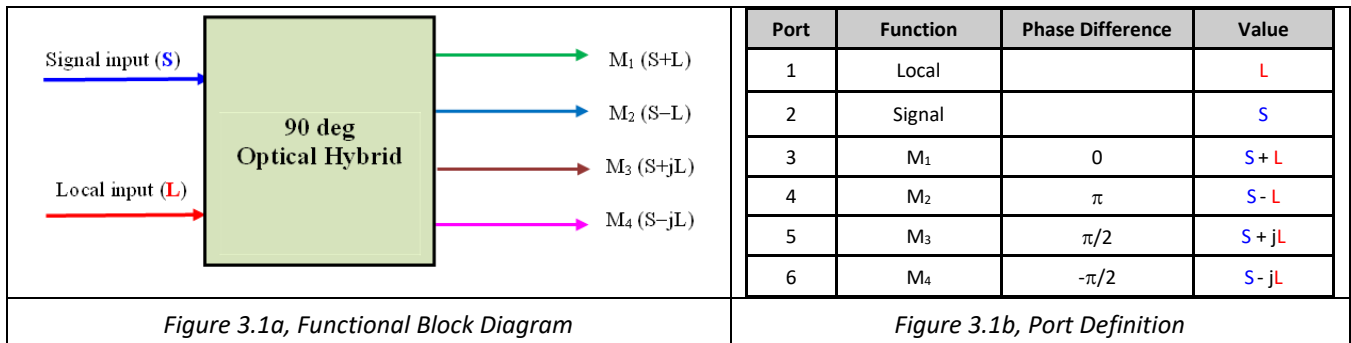 Signal input (S)
Local input (L)
90 deg
Optical Hybrid
M₁ (S+L)
M₂ (S−L)
M₃ (S+jL)
M₄ (S−jL)
Figure 3.1a, Functional Block Diagram
Port Function Phase Difference Value
1 Local L
2 Signal S
3 M₁ 0 S + L
4 M₂ π S - L
5 M₃ π/2 S + jL
6 M₄ -π/2 S - jL
Figure 3.1b, Port Definition